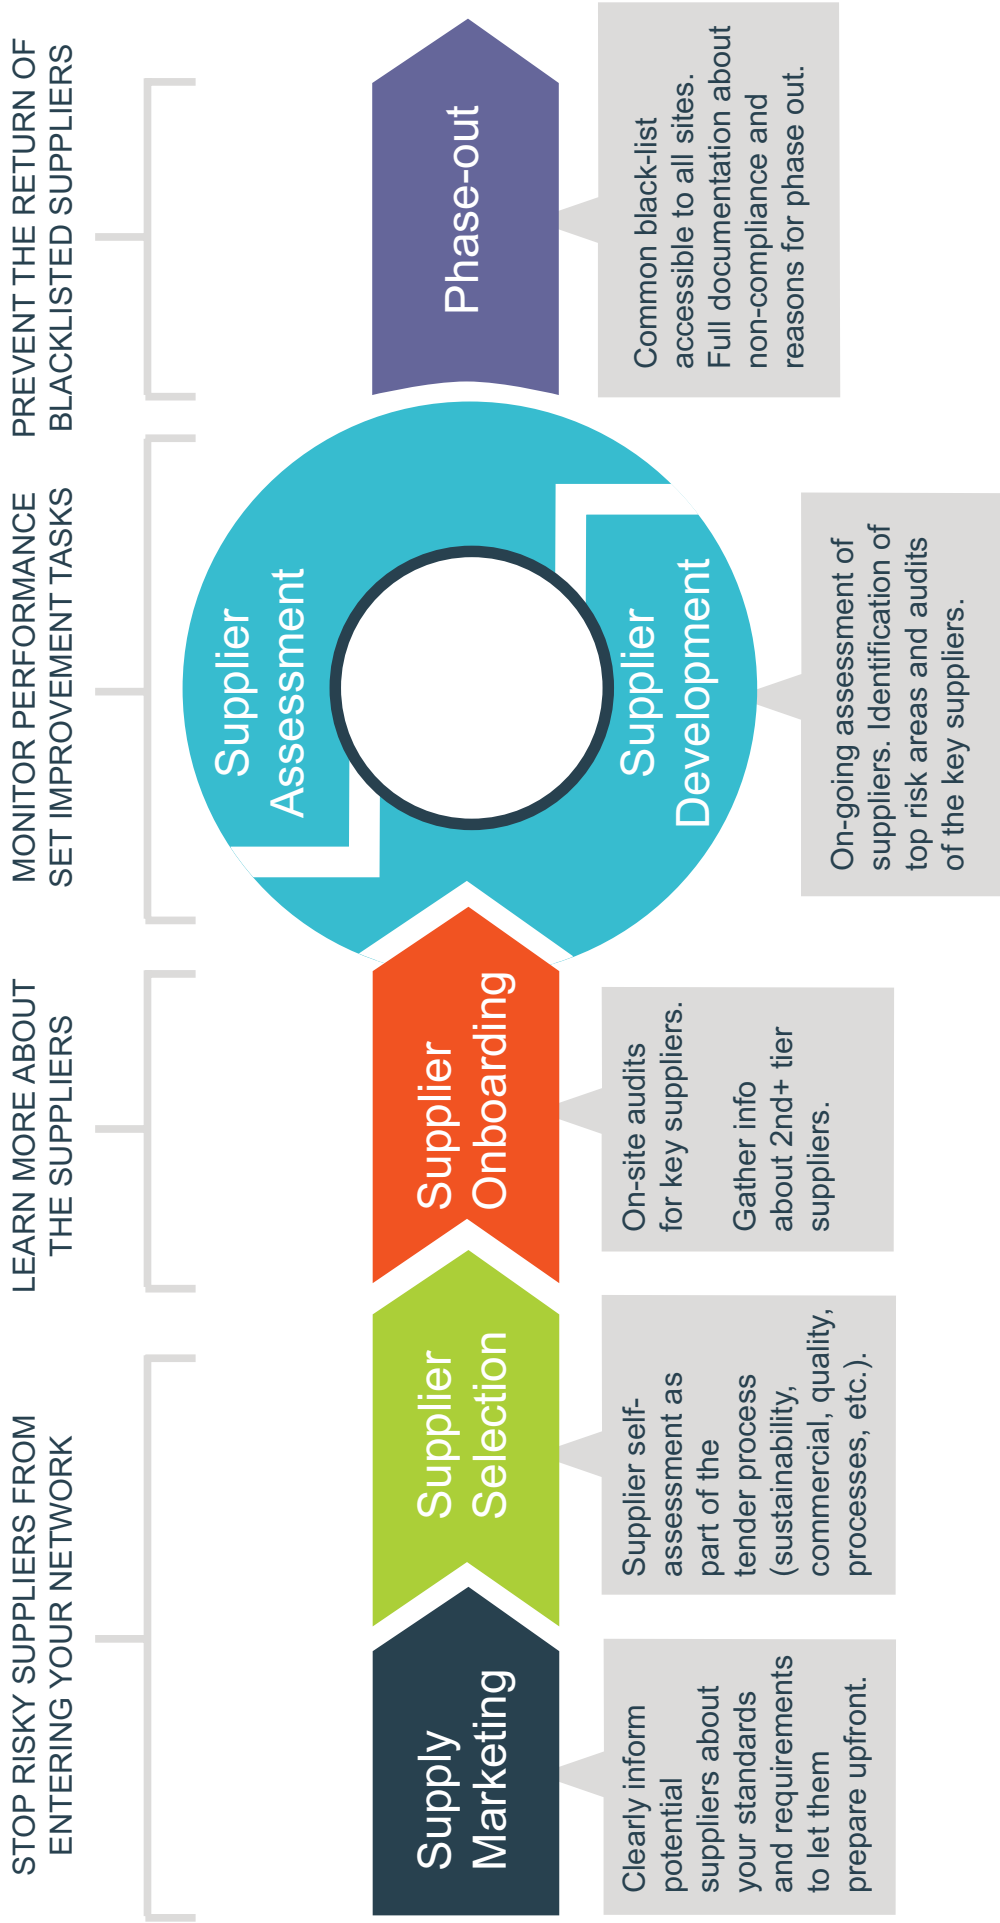 STOP RISKY SUPPLIERS FROM
ENTERING YOUR NETWORK
LEARN MORE ABOUT
THE SUPPLIERS
MONITOR PERFORMANCE
SET IMPROVEMENT TASKS
PREVENT THE RETURN OF
BLACKLISTED SUPPLIERS
Supply
Marketing
Supplier
Selection
Supplier
Onboarding
Supplier
Assessment
Supplier
Development
Phase-out
Clearly inform
potential
suppliers about
your standards
and requirements
to let them
prepare upfront.
Supplier self-
assessment as
part of the
tender process
(sustainability,
commercial, quality,
processes, etc.).
On-site audits
for key suppliers.
Gather info
about 2nd+ tier
suppliers.
On-going assessment of
suppliers. Identification of
top risk areas and audits
of the key suppliers.
Common black-list
accessible to all sites.
Full documentation about
non-compliance and
reasons for phase out.